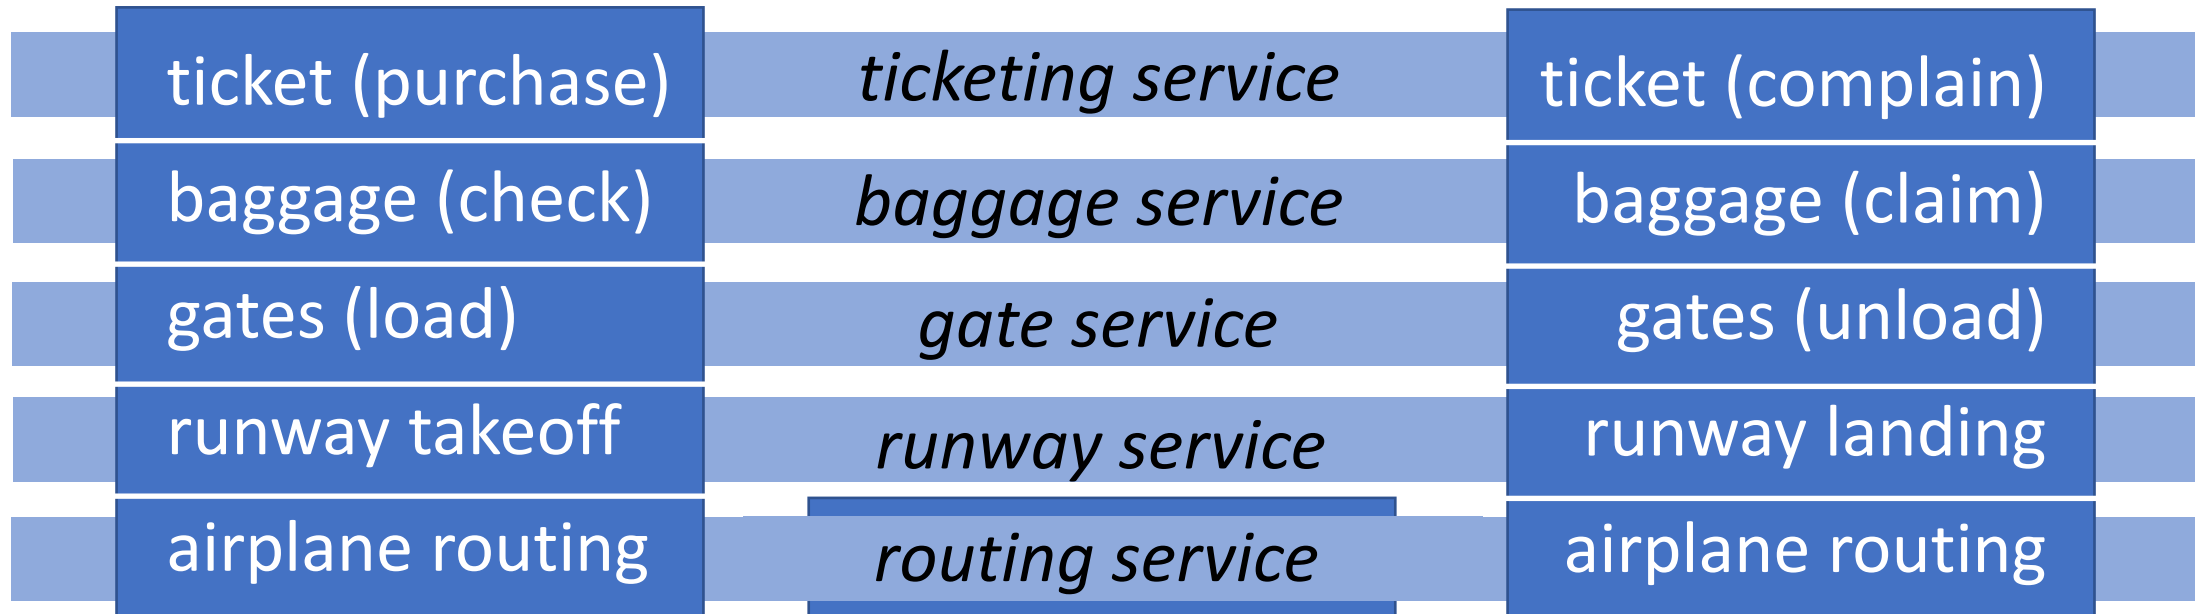 ticket (purchase) ticketing service ticket (complain)
baggage (check) baggage service baggage (claim)
gates (load) gate service gates (unload)
runway takeoff runway service runway landing
airplane routing routing service airplane routing